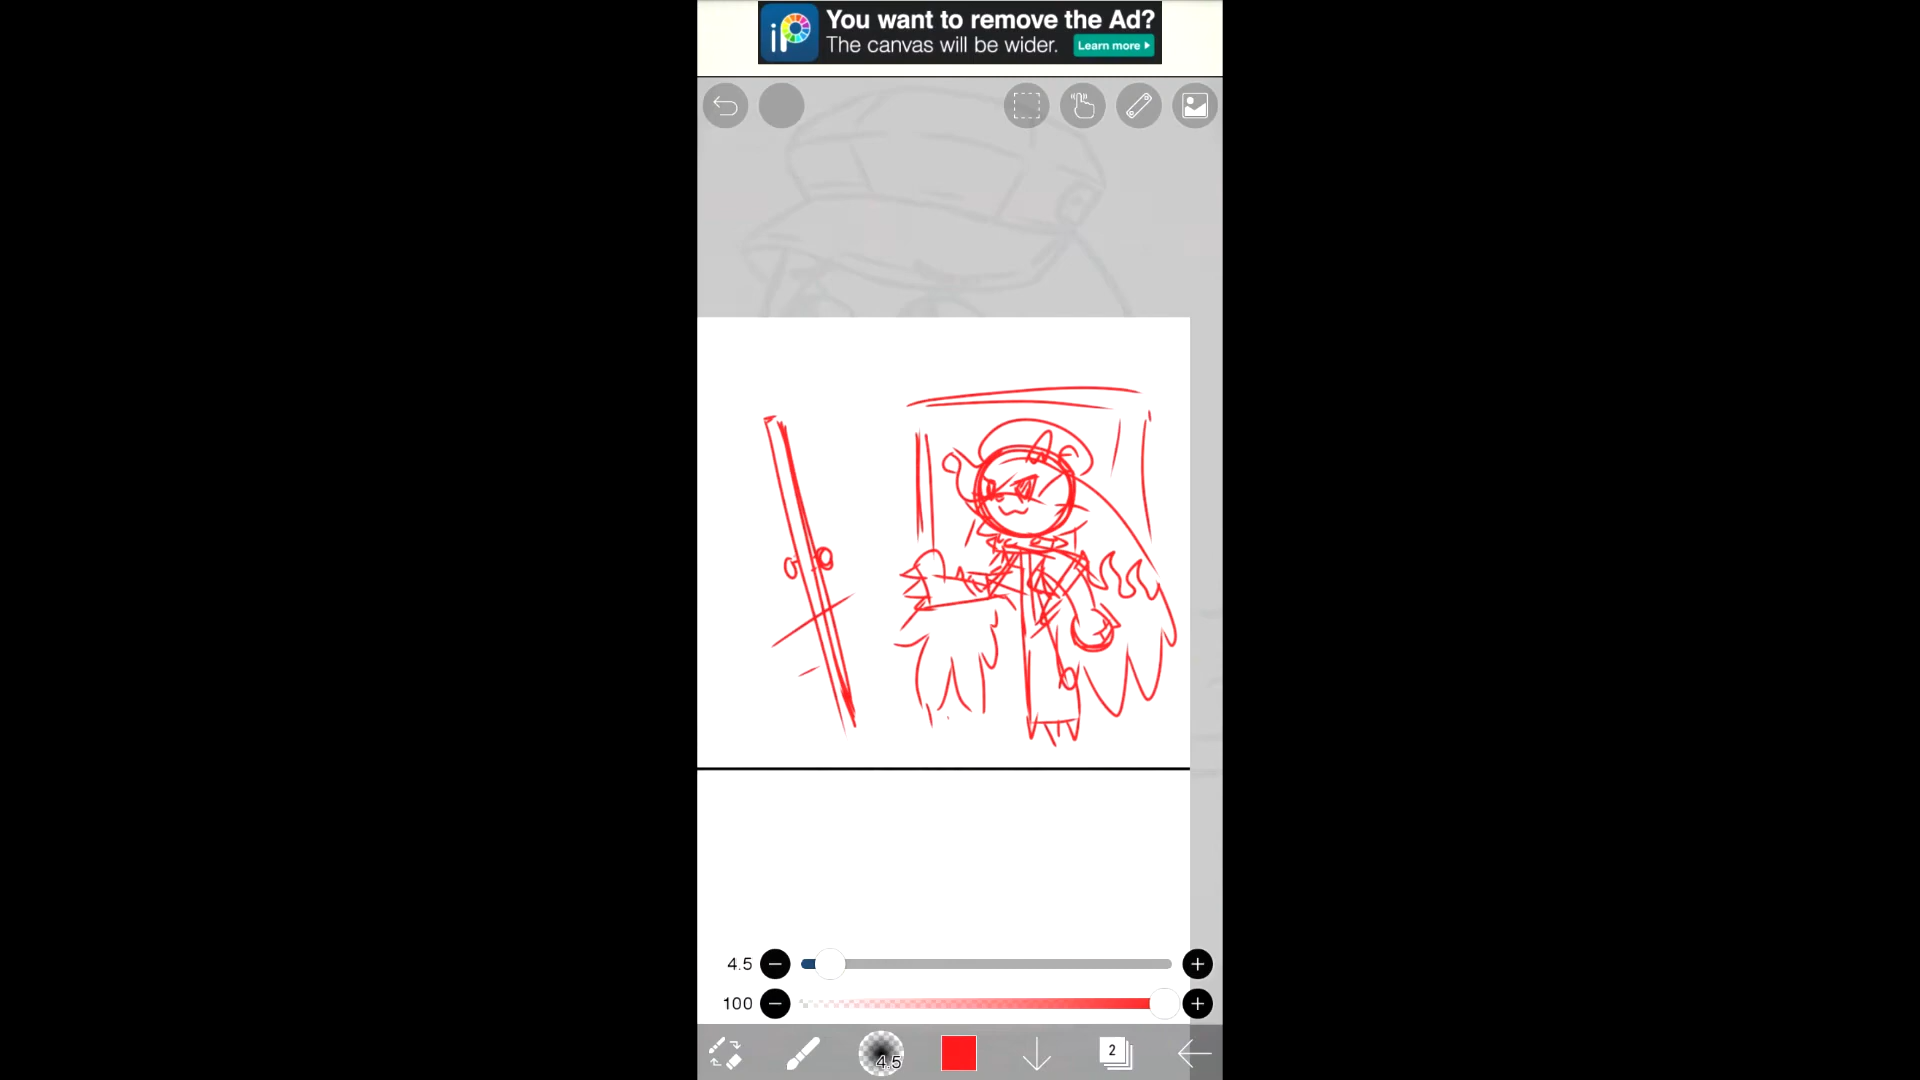 iP
You want to remove the Ad?
The canvas will be wider.
Learn more
4.5
100
4.5
2